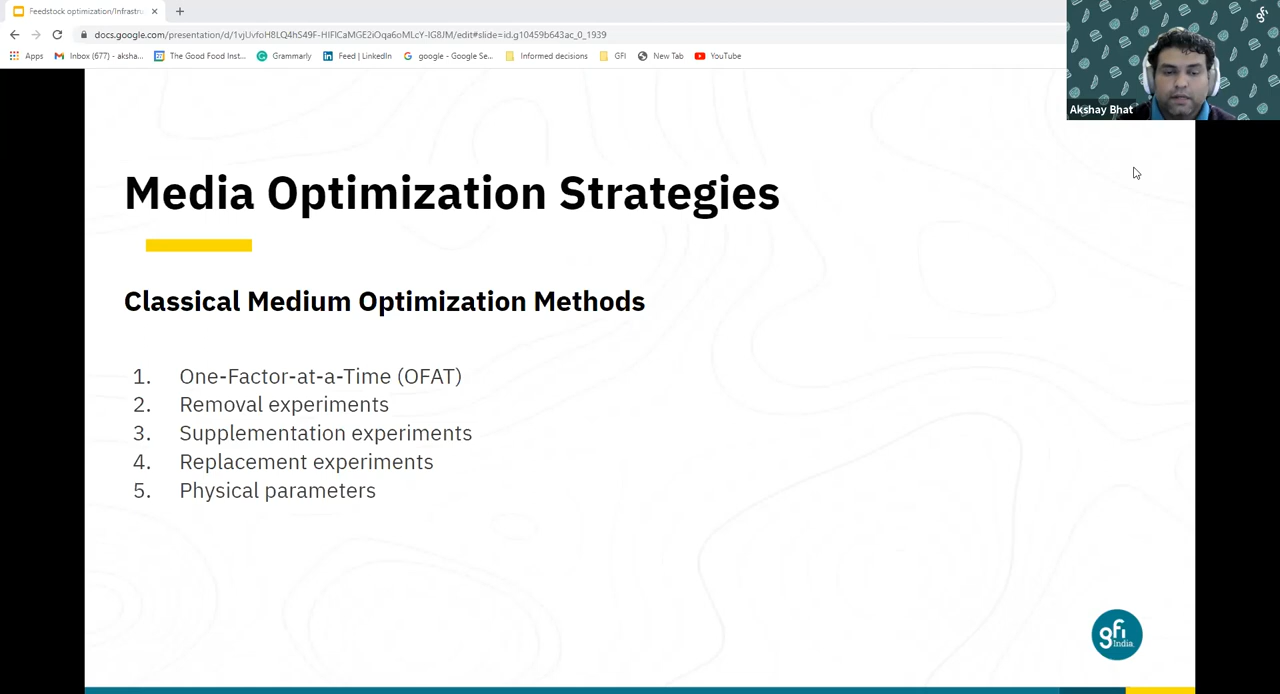 Feedstock optimization/Infrastru
docs.google.com/presentation/d/1vjUvfoH8LQ4hS49F-HIFlCaMGE2iOqa6oMLcY-IG8JM/edit#slide=id.g10459b643ac_0_1939
Apps
Inbox (677) - aksha...
The Good Food Inst...
Grammarly
Feed | LinkedIn
google - Google Se...
Informed decisions
GFI
New Tab
YouTube
gfi
Akshay Bhat
Media Optimization Strategies
Classical Medium Optimization Methods
1. One-Factor-at-a-Time (OFAT)
2. Removal experiments
3. Supplementation experiments
4. Replacement experiments
5. Physical parameters
gfi
India